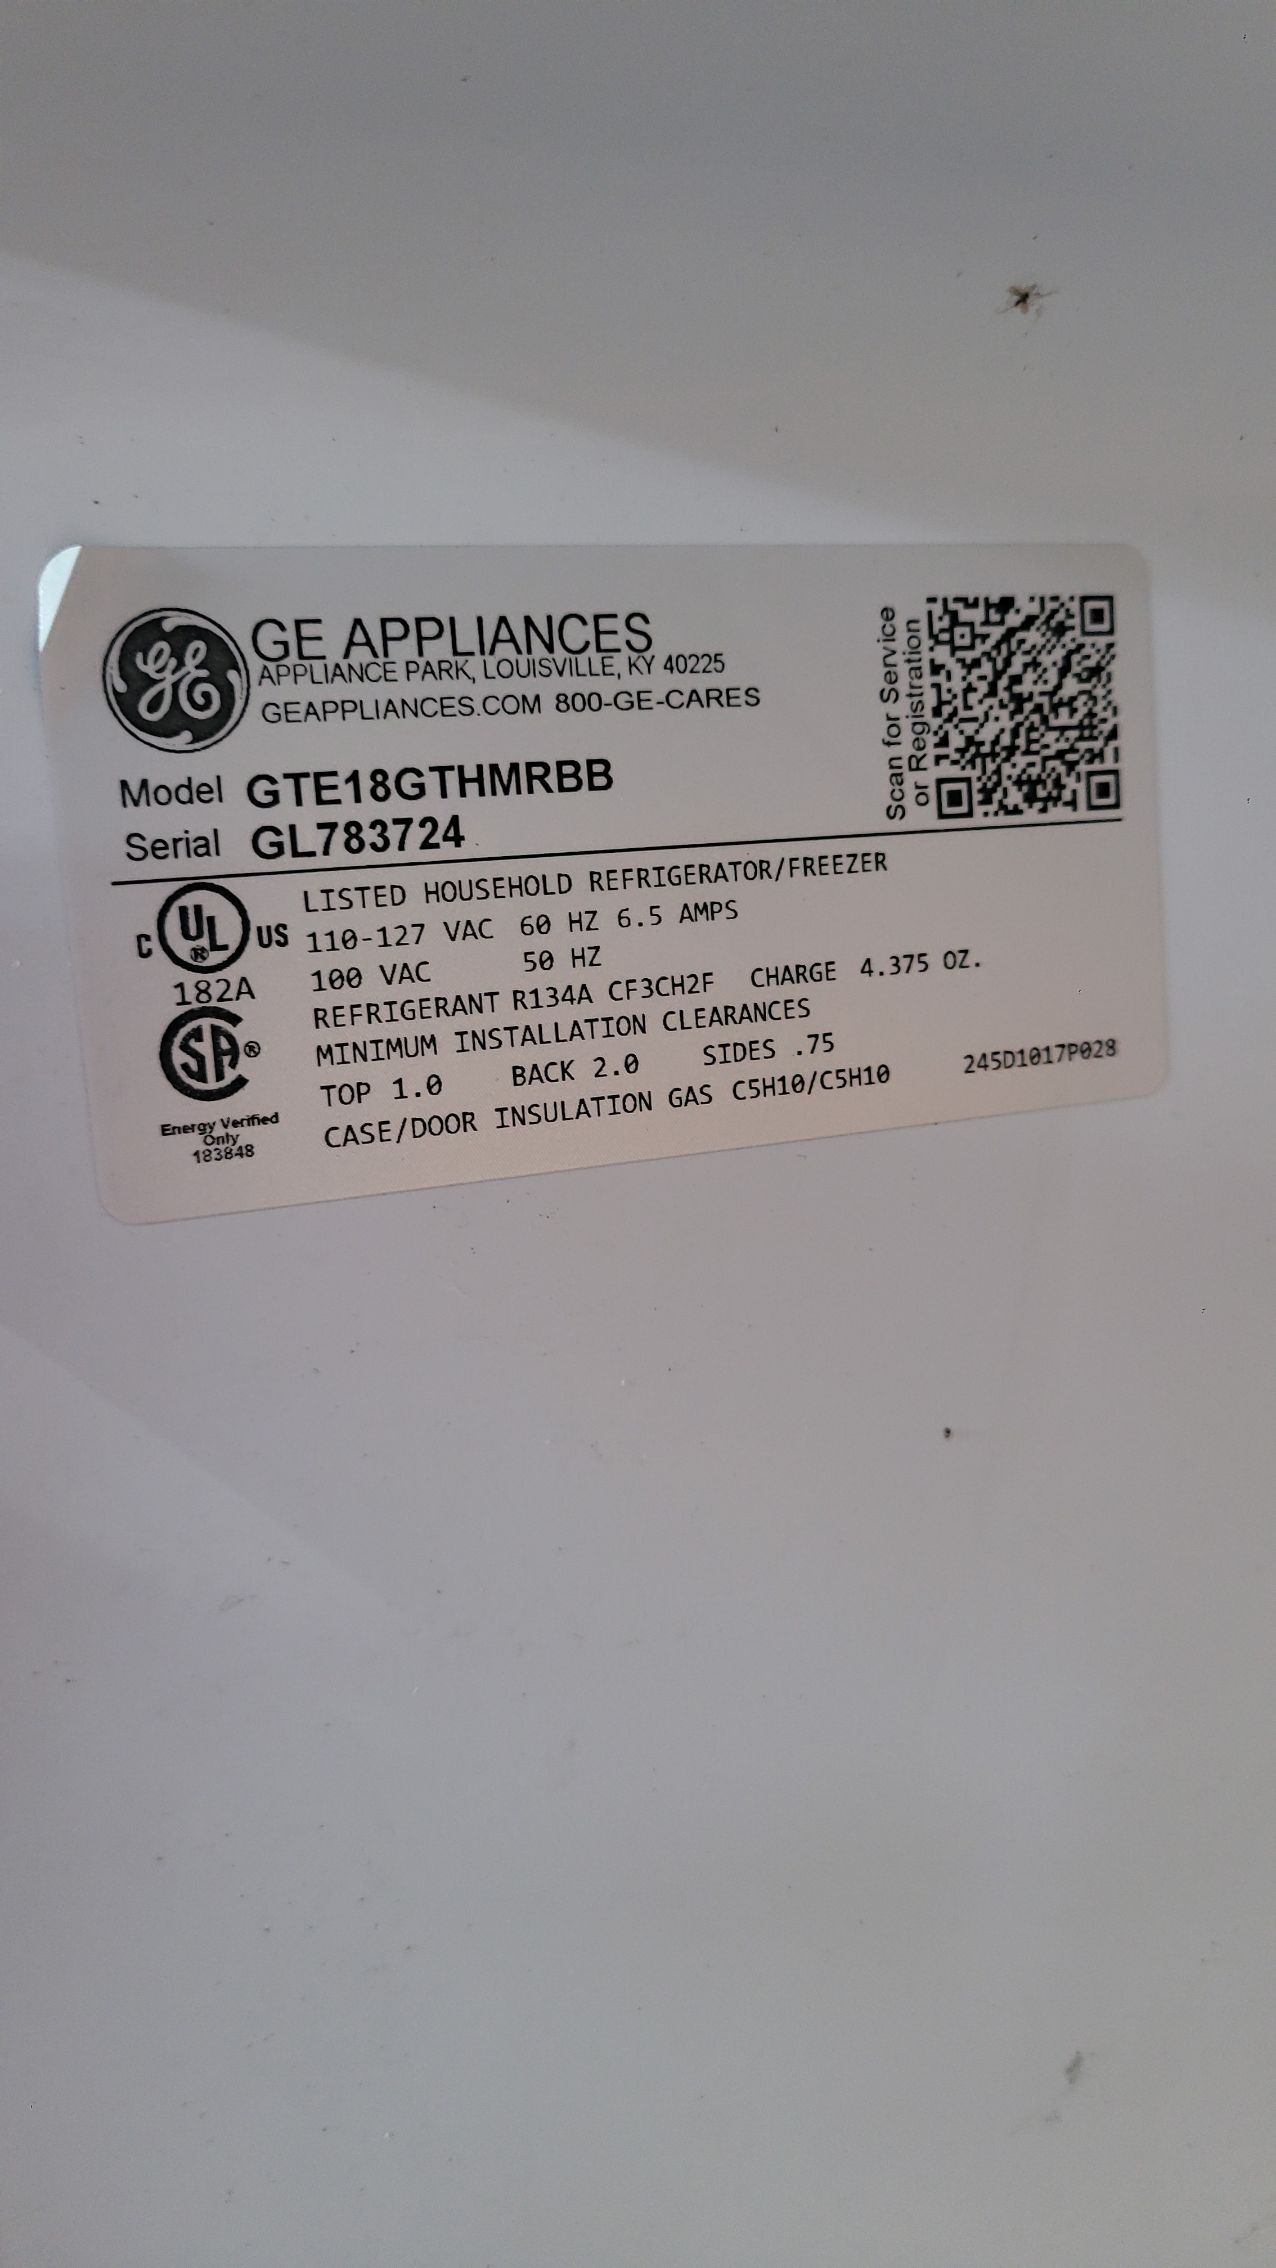 GE APPLIANCES
APPLIANCE PARK, LOUISVILLE, KY 40225
GEAPPLIANCES.COM 800-GE-CARES
Scan for Service
or Registration
Model GTE18GTHMRBB
Serial GL783724
C UL® US
182A
SA®
Energy Verified
Only
183848
LISTED HOUSEHOLD REFRIGERATOR/FREEZER
110-127 VAC 60 HZ 6.5 AMPS
100 VAC 50 HZ
REFRIGERANT R134A CF3CH2F CHARGE 4.375 OZ.
MINIMUM INSTALLATION CLEARANCES
TOP 1.0 BACK 2.0 SIDES .75
CASE/DOOR INSULATION GAS C5H10/C5H10
245D1017P028